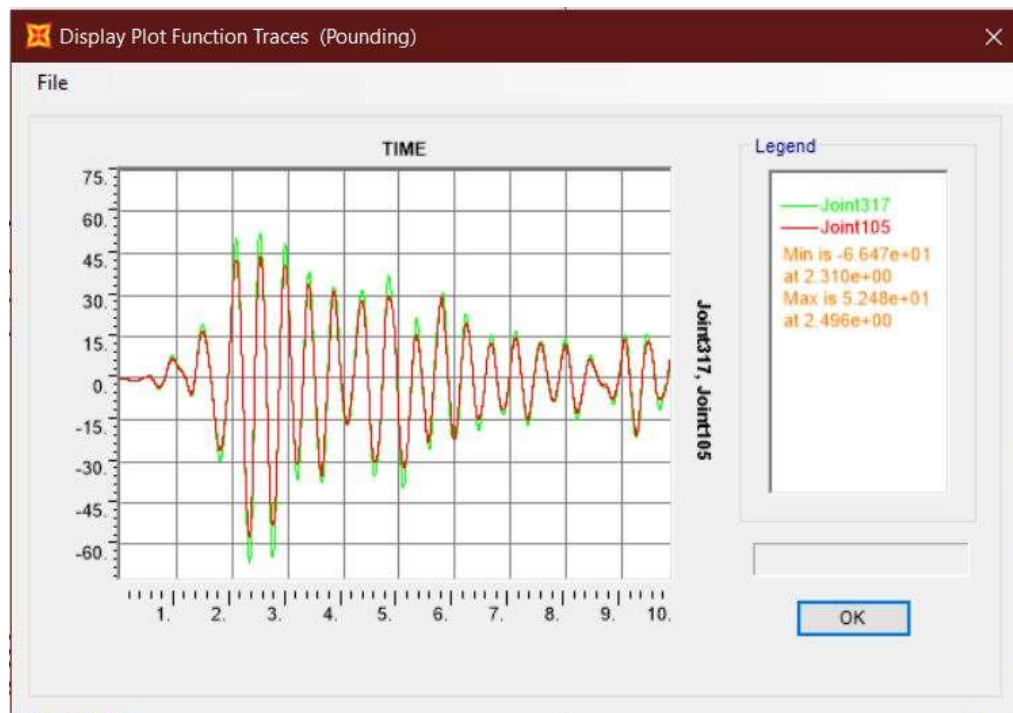 Display Plot Function Traces (Pounding)
File
TIME
75.
60.
45.
30.
15.
0.
-15.
-30.
-45.
-60.
1. 2. 3. 4. 5. 6. 7. 8. 9. 10.
Joint317, Joint105
Legend
Joint317
Joint105
Min is -6.647e+01
at 2.310e+00
Max is 5.248e+01
at 2.496e+00
OK